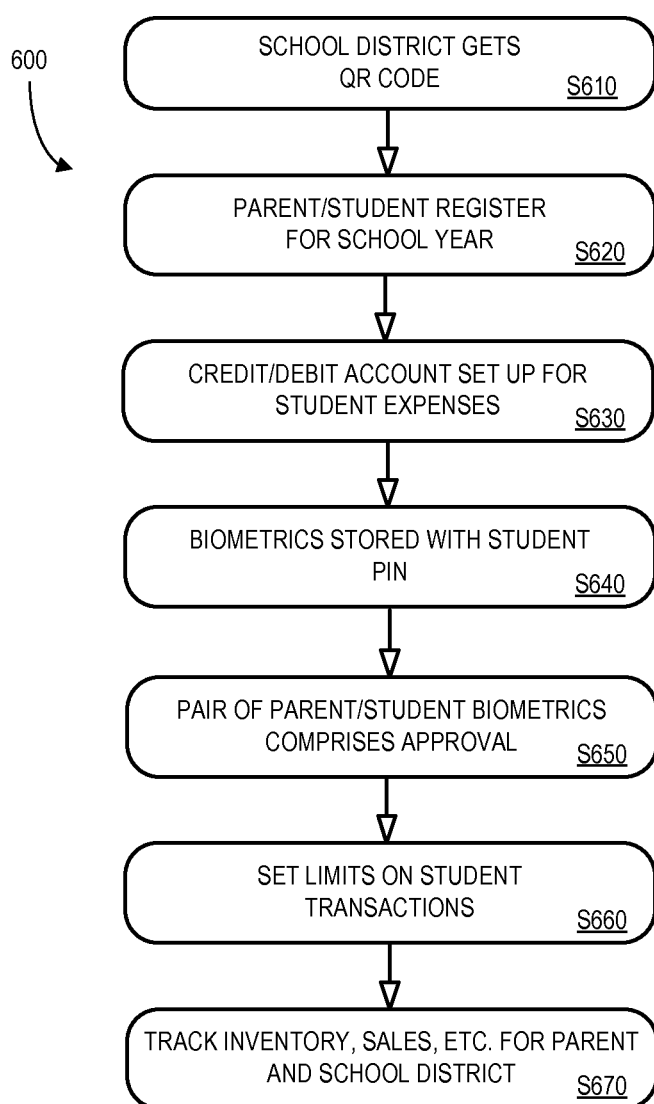 600
SCHOOL DISTRICT GETS
QR CODE
S610
PARENT/STUDENT REGISTER
FOR SCHOOL YEAR
S620
CREDIT/DEBIT ACCOUNT SET UP FOR
STUDENT EXPENSES
S630
BIOMETRICS STORED WITH STUDENT
PIN
S640
PAIR OF PARENT/STUDENT BIOMETRICS
COMPRISES APPROVAL
S650
SET LIMITS ON STUDENT
TRANSACTIONS
S660
TRACK INVENTORY, SALES, ETC. FOR PARENT
AND SCHOOL DISTRICT
S670